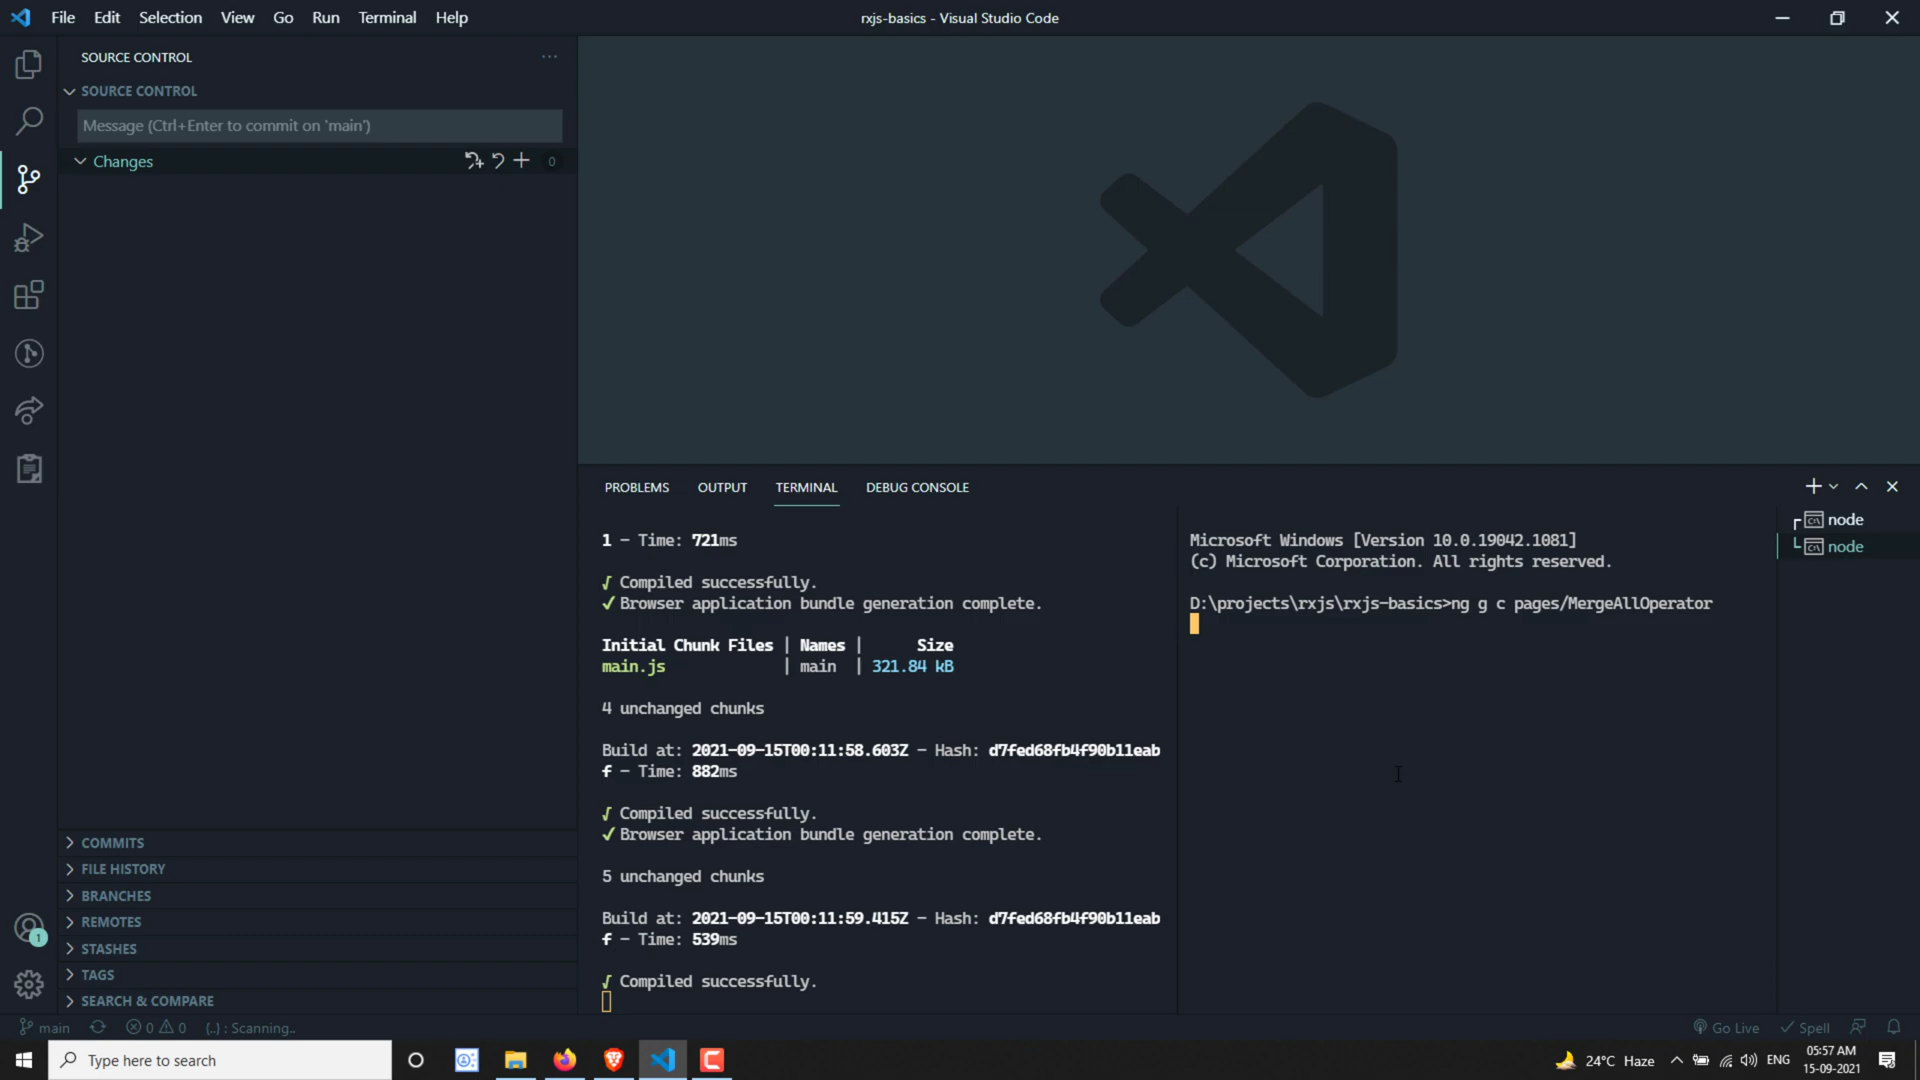 File Edit Selection View Go Run Terminal Help
rxjs-basics - Visual Studio Code
SOURCE CONTROL
SOURCE CONTROL
Message (Ctrl+Enter to commit on 'main')
Changes
0
COMMITS
FILE HISTORY
BRANCHES
REMOTES
STASHES
TAGS
SEARCH & COMPARE
1
PROBLEMS OUTPUT TERMINAL DEBUG CONSOLE
1 - Time: 721ms
√ Compiled successfully.
✓ Browser application bundle generation complete.
Initial Chunk Files | Names | Size
main.js | main | 321.84 kB
4 unchanged chunks
Build at: 2021-09-15T00:11:58.603Z - Hash: d7fed68fb4f90b11eab
f - Time: 882ms
√ Compiled successfully.
✓ Browser application bundle generation complete.
5 unchanged chunks
Build at: 2021-09-15T00:11:59.415Z - Hash: d7fed68fb4f90b11eab
f - Time: 539ms
√ Compiled successfully.
Microsoft Windows [Version 10.0.19042.1081]
(c) Microsoft Corporation. All rights reserved.
D:\projects\rxjs\rxjs-basics>ng g c pages/MergeAllOperator
node
node
main 0 0 {..} : Scanning..
Go Live Spell
Type here to search
24°C Haze ENG
05:57 AM
15-09-2021